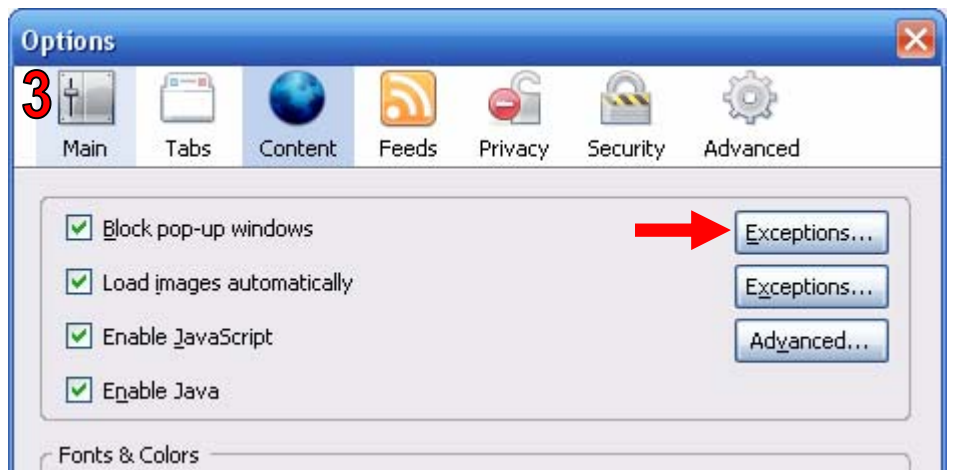 Options
3
Main Tabs Content Feeds Privacy Security Advanced
Block pop-up windows Exceptions...
Load images automatically Exceptions...
Enable JavaScript Advanced...
Enable Java
Fonts & Colors